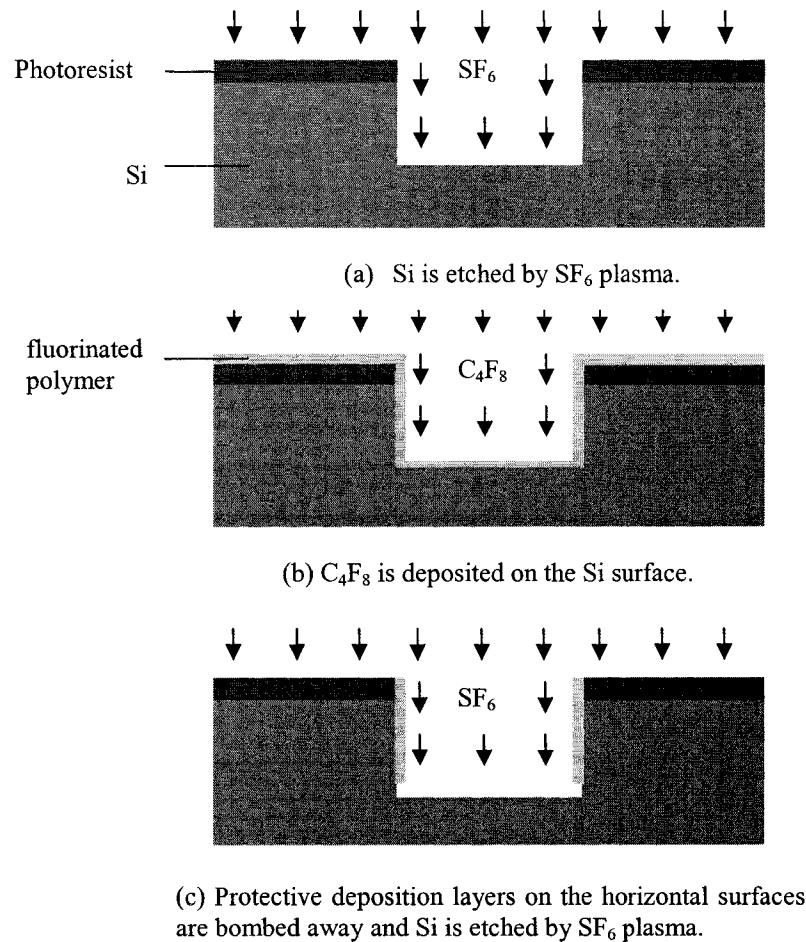 Photoresist
SF₆
Si
(a) Si is etched by SF₆ plasma.
fluorinated
polymer
C₄F₈
(b) C₄F₈ is deposited on the Si surface.
SF₆
(c) Protective deposition layers on the horizontal surfaces
are bombed away and Si is etched by SF₆ plasma.